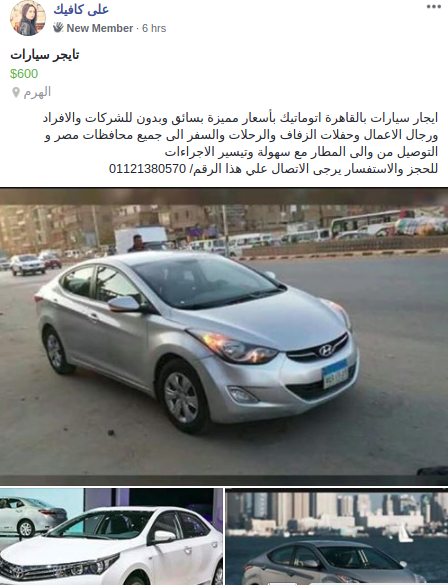 على كافيك
New Member · 6 hrs
تايجر سيارات
$600
الهرم
ايجار سيارات بالقاهرة اتوماتيك بأسعار مميزة بسائق وبدون للشركات والافراد
ورجال الاعمال وحفلات الزفاف والرحلات والسفر الى جميع محافظات مصر و
التوصيل من والى المطار مع سهولة وتيسير الاجراءات
للحجز والاستفسار يرجى الاتصال علي هذا الرقم/ 01121380570